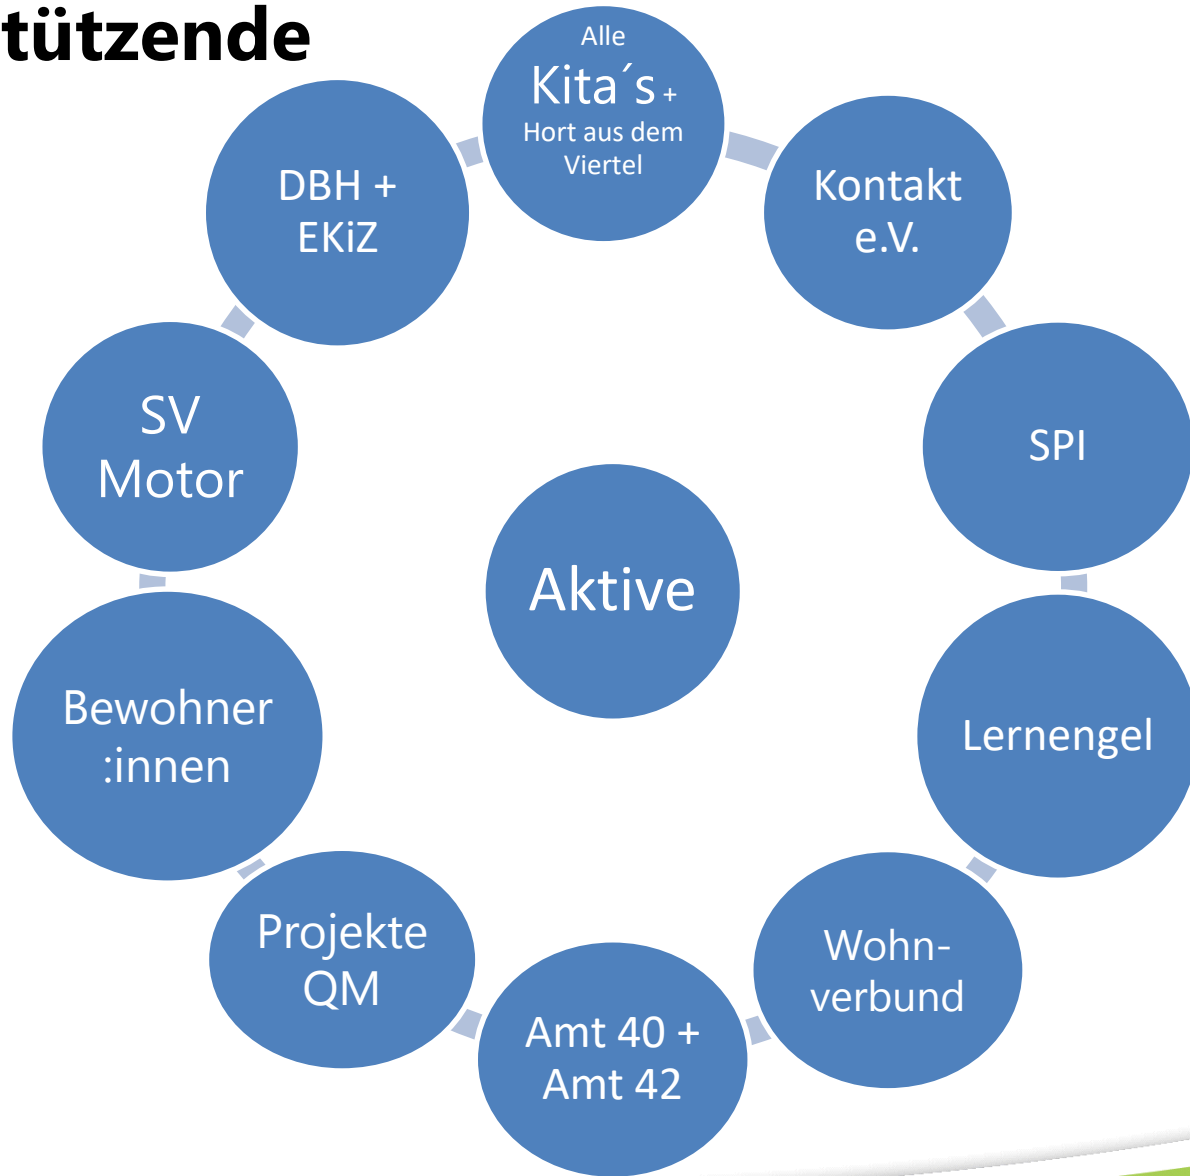 tützende
Alle
Kita´s +
Hort aus dem
Viertel
Kontakt
e.V.
SPI
Lernengel
Wohn-
verbund
Amt 40 +
Amt 42
Projekte
QM
Bewohner
:innen
SV
Motor
DBH +
EKiZ
Aktive